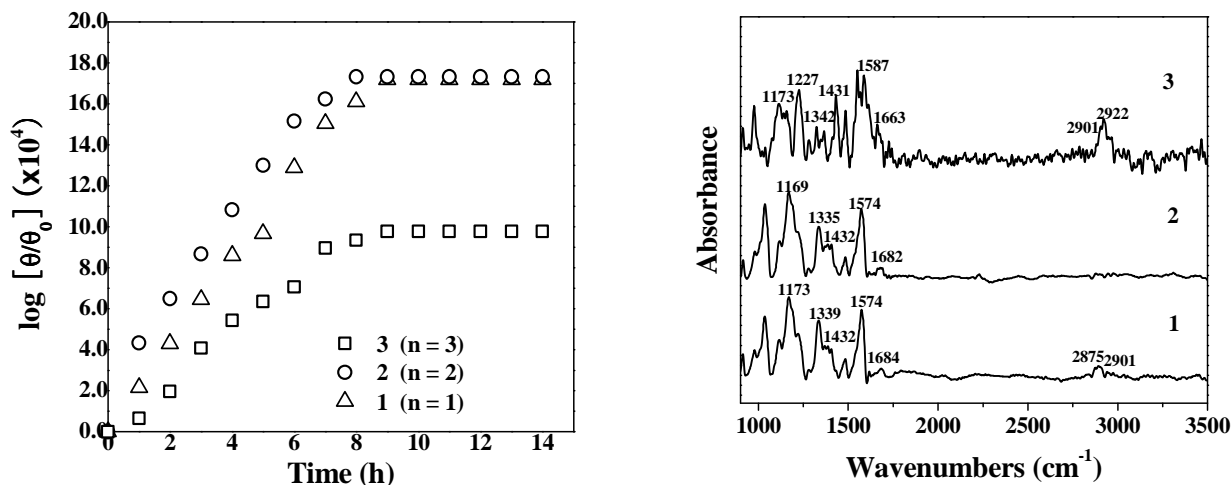 log [θ/θ0] (x10^4)
20.0
18.0
16.0
14.0
12.0
10.0
8.0
6.0
4.0
2.0
0.0
3 (n = 3)
2 (n = 2)
1 (n = 1)
0 2 4 6 8 10 12 14
Time (h)
Absorbance
1173 1227 1342 1431 1587 1663 2901 2922 3
1169 1335 1432 1574 1682 2
1173 1339 1432 1574 1684 2875 2901 1
1000 1500 2000 2500 3000 3500
Wavenumbers (cm-1)